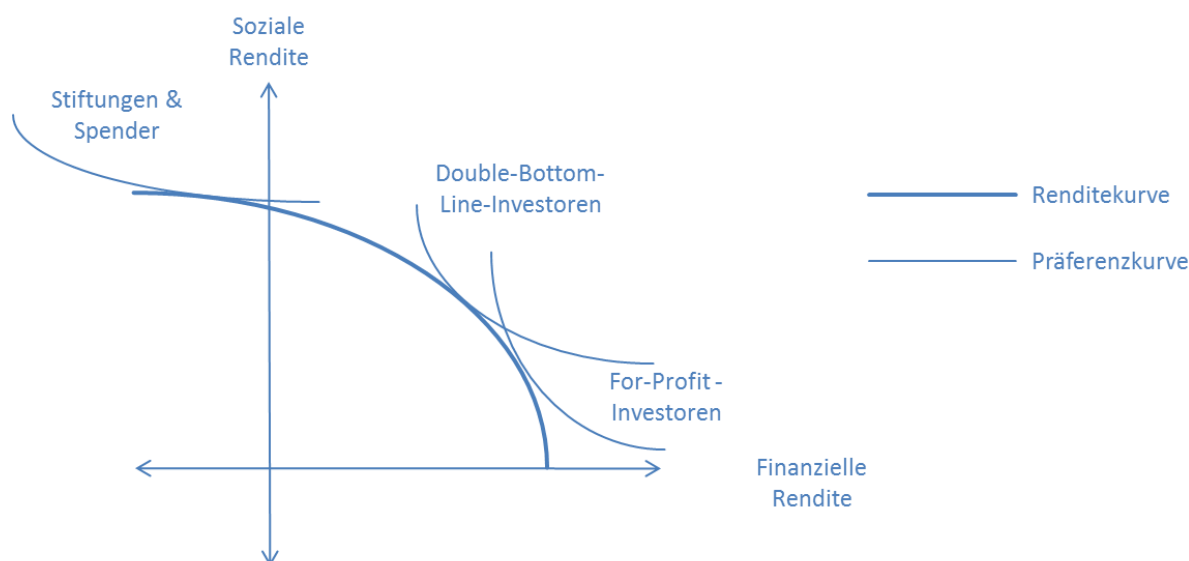 Soziale
Rendite
Stiftungen &
Spender
Double-Bottom-
Line-Investoren
Renditekurve
Präferenzkurve
For-Profit -
Investoren
Finanzielle
Rendite